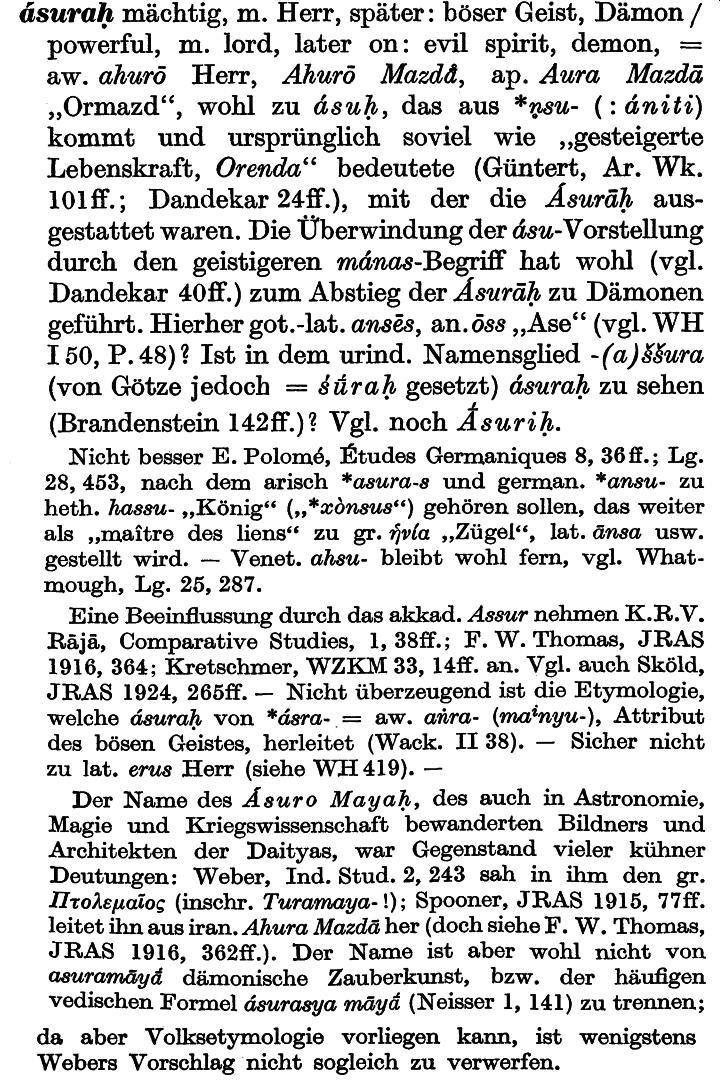 ásuraḥ mächtig, m. Herr, später: böser Geist, Dämon /
powerful, m. lord, later on: evil spirit, demon, =
aw. ahurō Herr, Ahurō Mazdā̊, ap. Aura Mazdā
„Ormazd“, wohl zu ásuḥ, das aus *ṇsu- (: ániti)
kommt und ursprünglich soviel wie „gesteigerte
Lebenskraft, Orenda“ bedeutete (Güntert, Ar. Wk.
101ff.; Dandekar 24ff.), mit der die Ásurāḥ aus-
gestattet waren. Die Überwindung der ásu-Vorstellung
durch den geistigeren mánas-Begriff hat wohl (vgl.
Dandekar 40ff.) zum Abstieg der Ásurāḥ zu Dämonen
geführt. Hierher got.-lat. ansēs, an. ōss „Ase“ (vgl. WH
I 50, P. 48)? Ist in dem urind. Namensglied -(a)ššura
(von Götze jedoch = śū́raḥ gesetzt) ásuraḥ zu sehen
(Brandenstein 142ff.)? Vgl. noch Ā́suriḥ.
Nicht besser E. Polomé, Études Germaniques 8, 36ff.; Lg.
28, 453, nach dem arisch *asura-s und german. *ansu- zu
heth. hassu- „König“ („*xònsus“) gehören sollen, das weiter
als „maître des liens“ zu gr. ἡνία „Zügel“, lat. ānsa usw.
gestellt wird. — Venet. ahsu- bleibt wohl fern, vgl. What-
mough, Lg. 25, 287.
Eine Beeinflussung durch das akkad. Assur nehmen K.R.V.
Rājā, Comparative Studies, 1, 38ff.; F. W. Thomas, JRAS
1916, 364; Kretschmer, WZKM 33, 14ff. an. Vgl. auch Sköld,
JRAS 1924, 265ff. — Nicht überzeugend ist die Etymologie,
welche ásuraḥ von *ásra- = aw. aṅra- (maⁱnyu-), Attribut
des bösen Geistes, herleitet (Wack. II 38). — Sicher nicht
zu lat. erus Herr (siehe WH 419). —
Der Name des Ásuro Mayaḥ, des auch in Astronomie,
Magie und Kriegswissenschaft bewanderten Bildners und
Architekten der Daityas, war Gegenstand vieler kühner
Deutungen: Weber, Ind. Stud. 2, 243 sah in ihm den gr.
Πτολεμαῖος (inschr. Turamaya- !); Spooner, JRAS 1915, 77ff.
leitet ihn aus iran. Ahura Mazdā her (doch siehe F. W. Thomas,
JRAS 1916, 362ff.). Der Name ist aber wohl nicht von
asuramāyā́ dämonische Zauberkunst, bzw. der häufigen
vedischen Formel ásurasya māyā́ (Neisser 1, 141) zu trennen;
da aber Volksetymologie vorliegen kann, ist wenigstens
Webers Vorschlag nicht sogleich zu verwerfen.